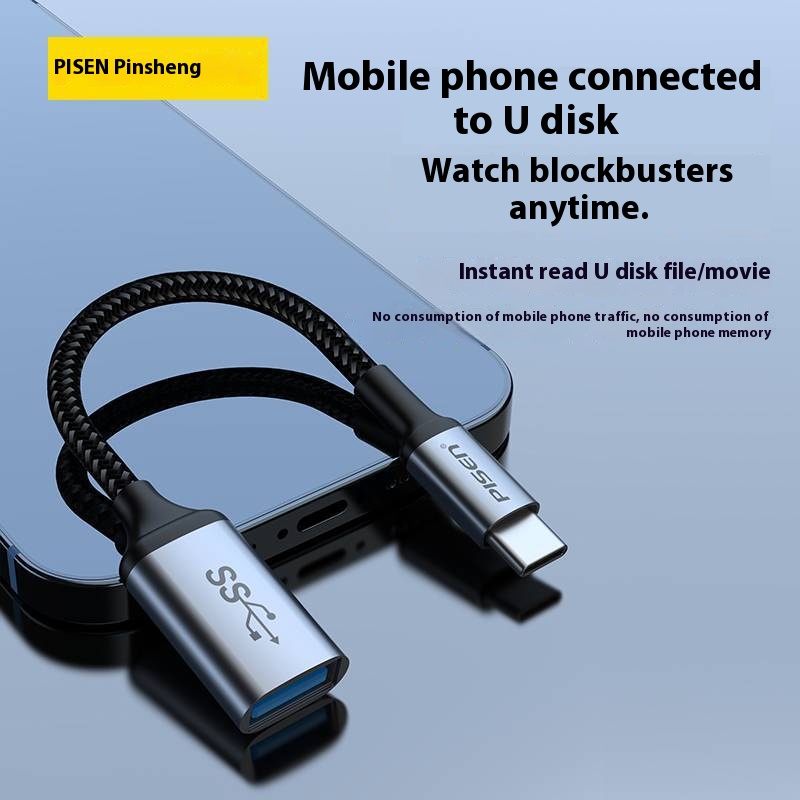 PISEN Pinsheng
Mobile phone connected
to U disk
Watch blockbusters
anytime.
Instant read U disk file/movie
No consumption of mobile phone traffic, no consumption of
mobile phone memory
PISEN®
SS